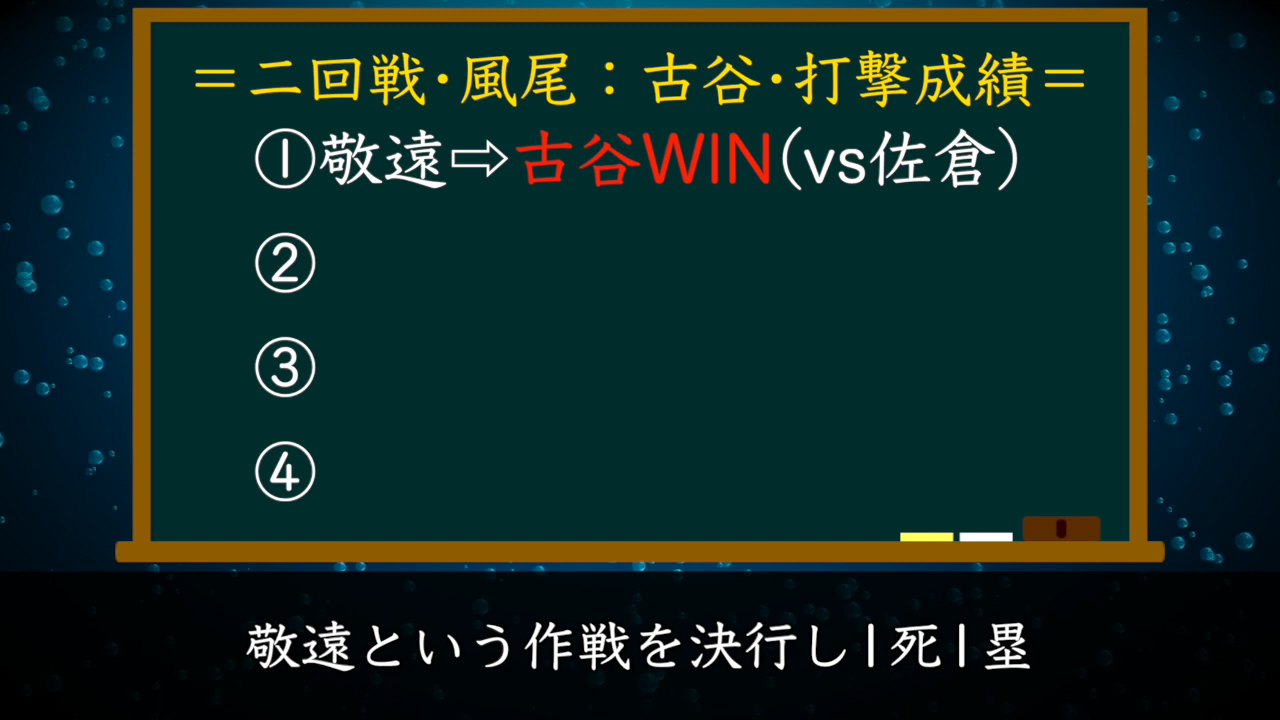 ＝二回戦・風尾：古谷・打撃成績＝
①敬遠⇨古谷WIN(vs佐倉)
②
③
④
敬遠という作戦を決行し1死1塁